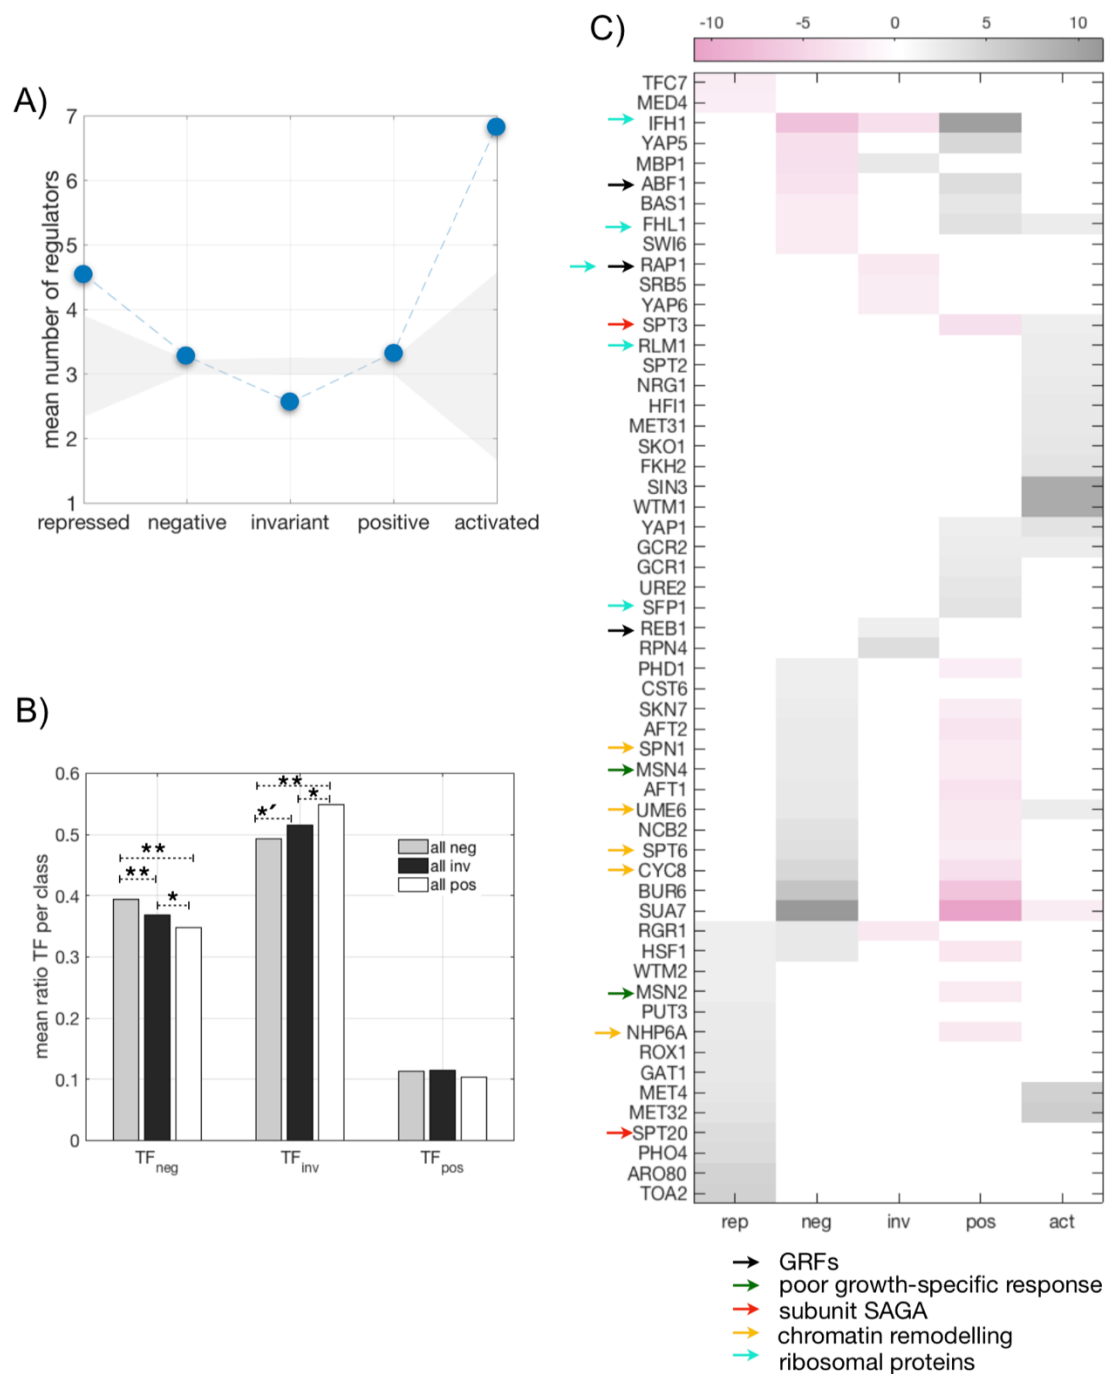 A)
mean number of regulators
7
6
5
4
3
2
1
repressed negative invariant positive activated
B)
mean ratio TF per class
0.6
0.5
0.4
0.3
0.2
0.1
0
** ** *
** *´ *
all neg
all inv
all pos
TFneg TFinv TFpos
C)
-10 -5 0 5 10
TFC7
MED4
IFH1
YAP5
MBP1
ABF1
BAS1
FHL1
SWI6
RAP1
SRB5
YAP6
SPT3
RLM1
SPT2
NRG1
HFI1
MET31
SKO1
FKH2
SIN3
WTM1
YAP1
GCR2
GCR1
URE2
SFP1
REB1
RPN4
PHD1
CST6
SKN7
AFT2
SPN1
MSN4
AFT1
UME6
NCB2
SPT6
CYC8
BUR6
SUA7
RGR1
HSF1
WTM2
MSN2
PUT3
NHP6A
ROX1
GAT1
MET4
MET32
SPT20
PHO4
ARO80
TOA2
rep neg inv pos act
GRFs
poor growth-specific response
subunit SAGA
chromatin remodelling
ribosomal proteins